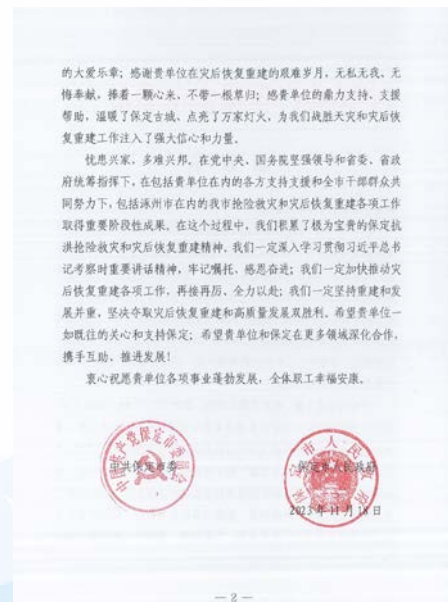 的大爱乐章；感谢贵单位在灾后恢复重建的艰难岁月，无私无我、无
悔奉献，捧着一颗心来、不带一根草归；感贵单位的鼎力支持、支援
帮助，温暖了保定古城、点亮了万家灯火，为我们战胜天灾和灾后恢
复重建工作注入了强大信心和力量。
忧患兴家，多难兴邦。在党中央、国务院坚强领导和省委、省政
府统筹指挥下，在包括贵单位在内的各方支持支援和全市干部群众共
同努力下，包括涿州市在内的我市抢险救灾和灾后恢复重建各项工作
取得重要阶段性成果。在这个过程中，我们积累了极为宝贵的保定抗
洪抢险救灾和灾后恢复重建精神。我们一定深入学习贯彻习近平总书
记考察时重要讲话精神，牢记嘱托、感恩奋进；我们一定加快推动灾
后恢复重建各项工作，再接再厉、全力以赴；我们一定坚持重建和发
展并重，坚决夺取灾后恢复重建和高质量发展双胜利。希望贵单位一
如既往的关心和支持保定；希望贵单位和保定在更多领域深化合作，
携手互助、推进发展！
衷心祝愿贵单位各项事业蓬勃发展，全体职工幸福安康。
中共保定市委
保定市人民政府
中国共产党保定市委员会
保定市人民政府
2023年11月18日
— 2 —